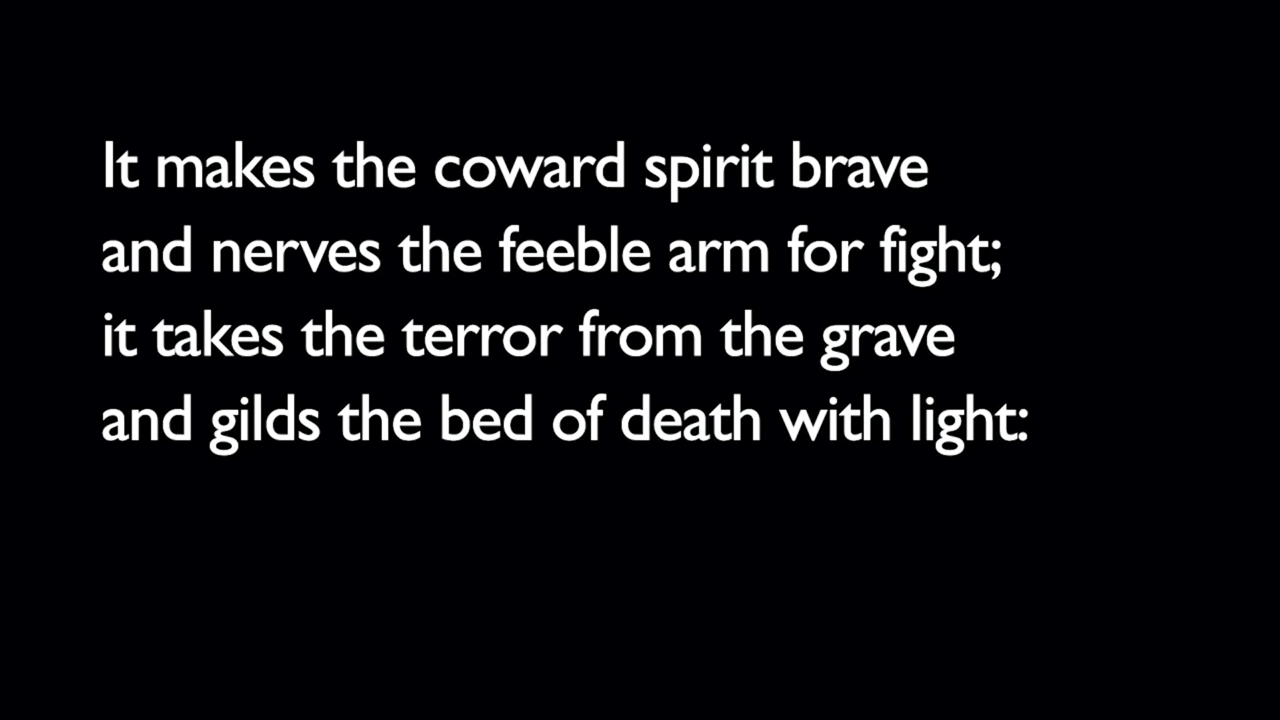 It makes the coward spirit brave
and nerves the feeble arm for fight;
it takes the terror from the grave
and gilds the bed of death with light: